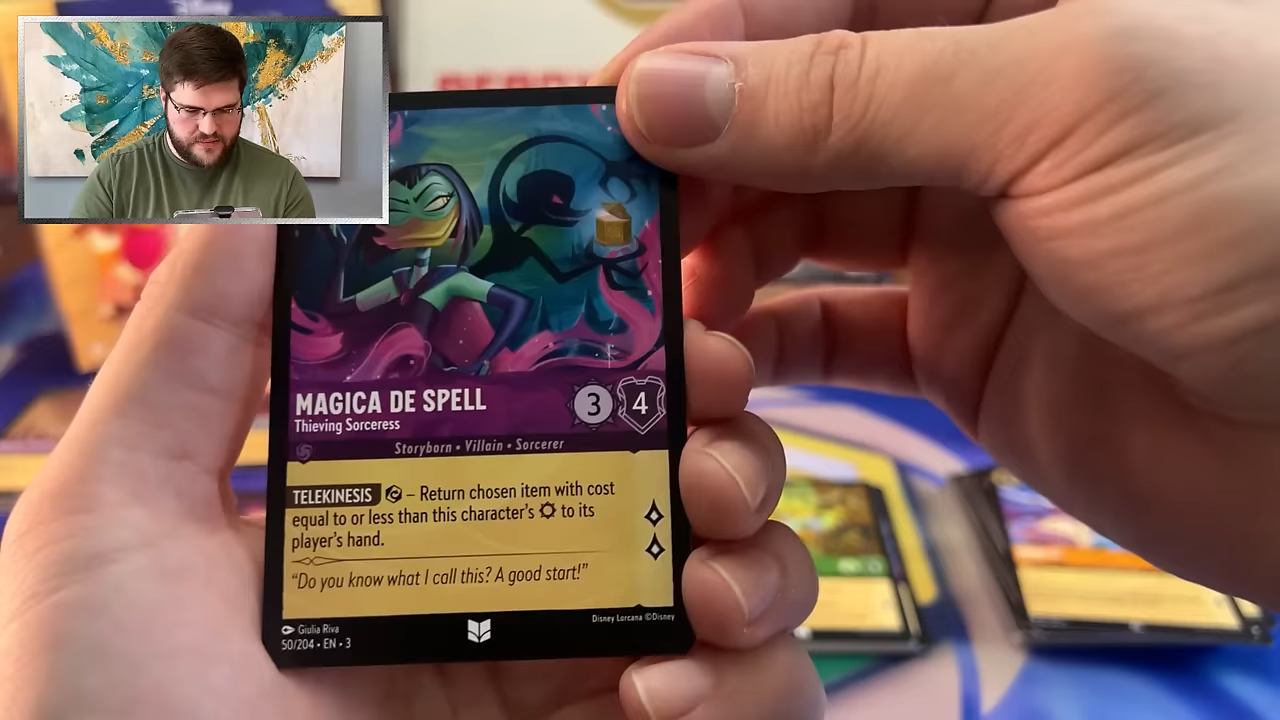 MAGICA DE SPELL
Thieving Sorceress
3 4
Storyborn • Villain • Sorcerer
TELEKINESIS – Return chosen item with cost
equal to or less than this character's to its
player's hand.
“Do you know what I call this? A good start!”
Giulia Riva
50/204 • EN • 3
Disney Lorcana ©Disney